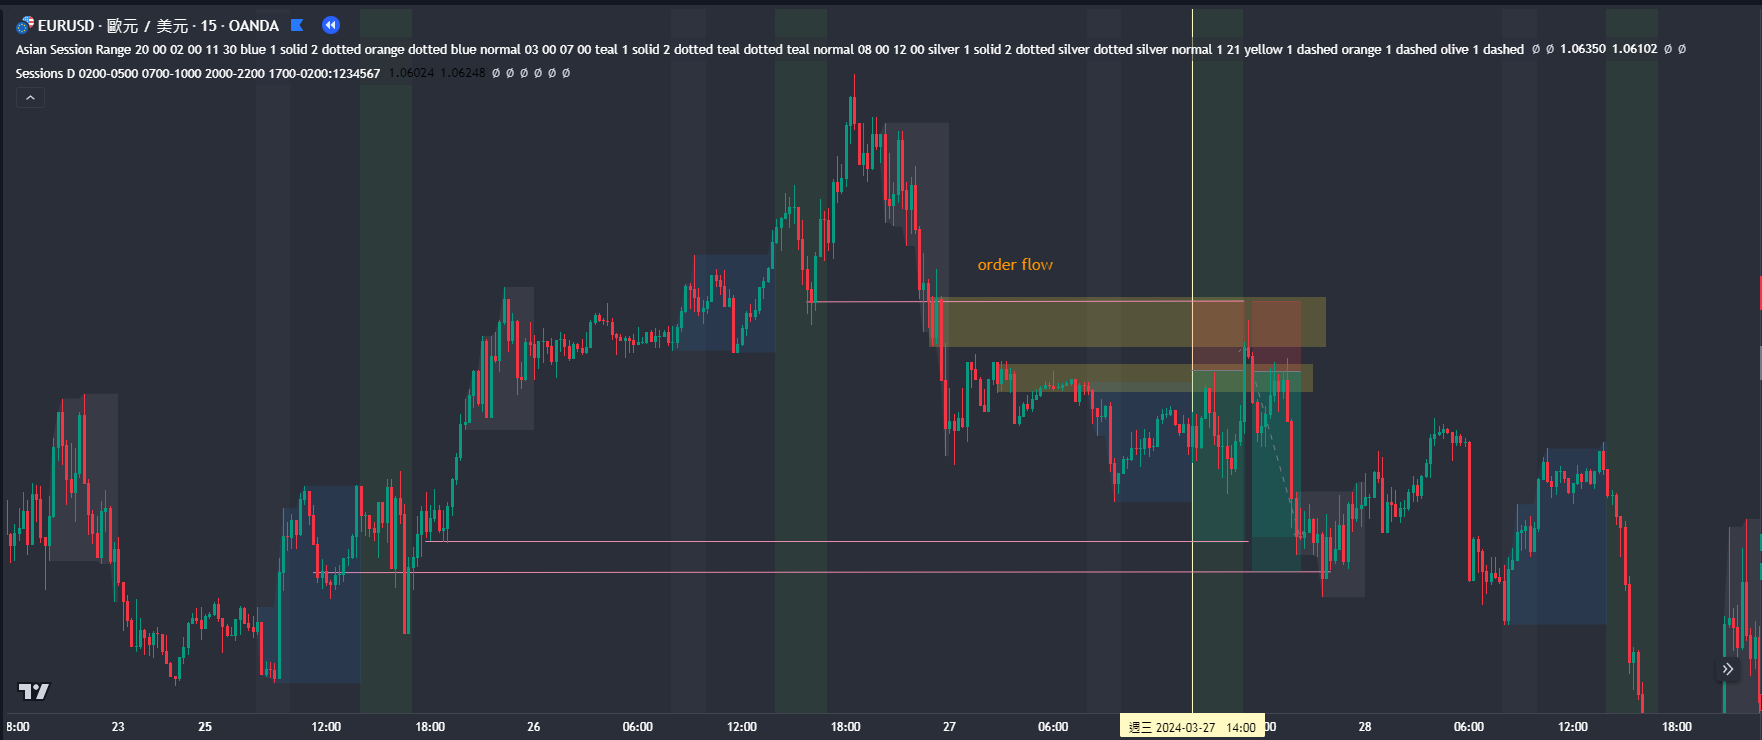 EURUSD · 歐元 / 美元 · 15 · OANDA
Asian Session Range 20 00 02 00 11 30 blue 1 solid 2 dotted orange dotted blue normal 03 00 07 00 teal 1 solid 2 dotted teal dotted teal normal 08 00 12 00 silver 1 solid 2 dotted silver dotted silver normal 1 21 yellow 1 dashed orange 1 dashed olive 1 dashed ∅ ∅ 1.06350 1.06102 ∅ ∅
Sessions D 0200-0500 0700-1000 2000-2200 1700-0200:1234567 1.06024 1.06248 ∅ ∅ ∅ ∅ ∅ ∅
order flow
8:00 23 25 12:00 18:00 26 06:00 12:00 18:00 27 06:00 週三 2024-03-27 14:00 :00 28 06:00 12:00 18:00